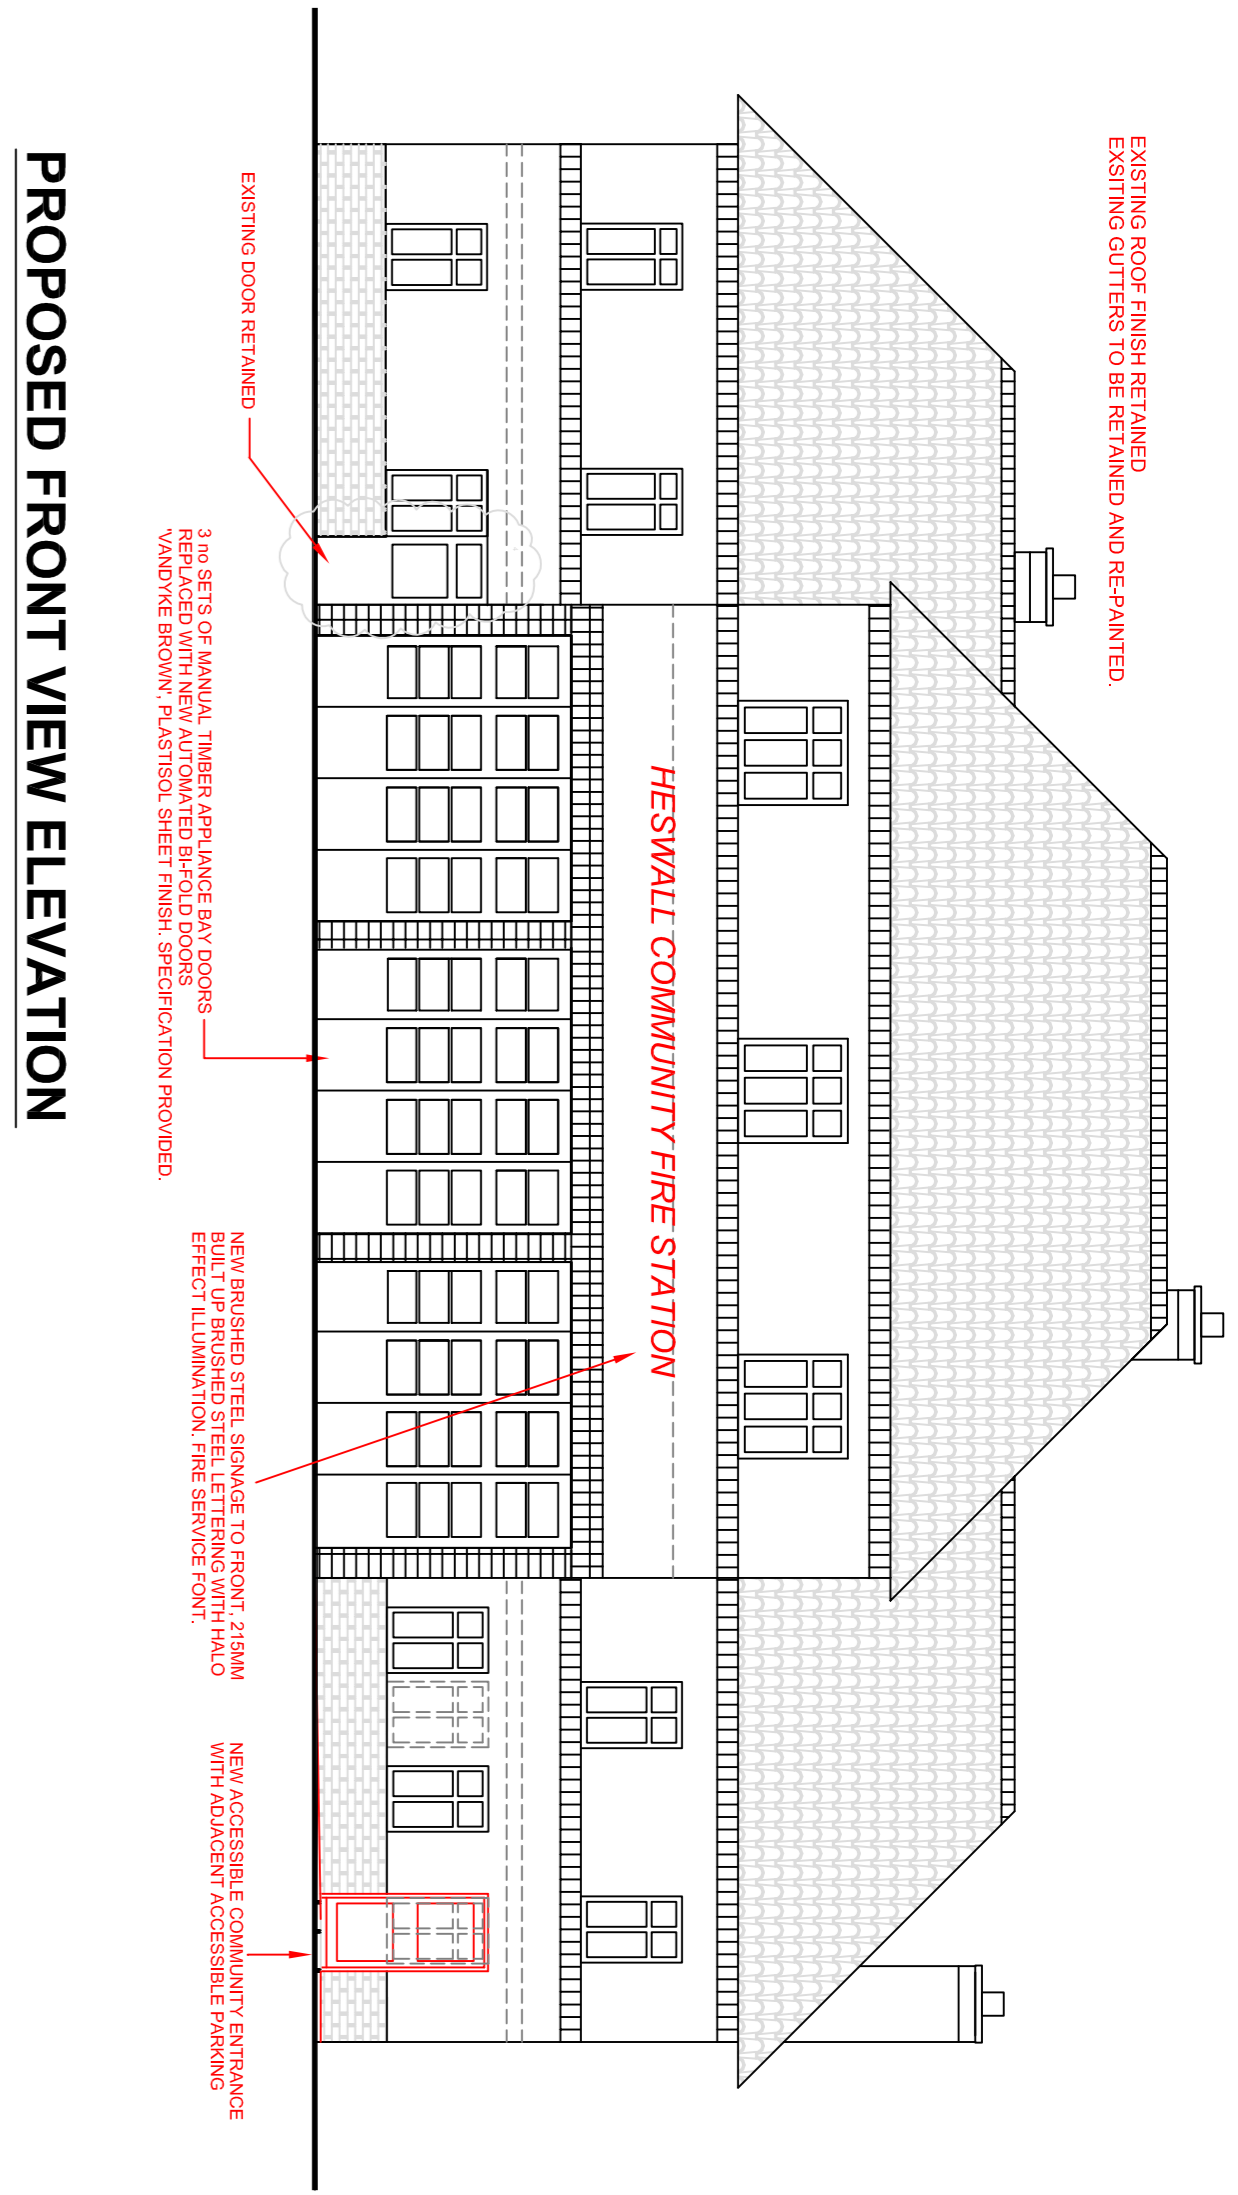 EXISTING ROOF FINISH RETAINED
EXSITING GUTTERS TO BE RETAINED AND RE-PAINTED.
HESWALL COMMUNITY FIRE STATION
EXISTING DOOR RETAINED
3 no SETS OF MANUAL TIMBER APPLIANCE BAY DOORS
REPLACED WITH NEW AUTOMATED BI-FOLD DOORS
'VANDYKE BROWN', PLASTISOL SHEET FINISH. SPECIFICATION PROVIDED.
NEW BRUSHED STEEL SIGNAGE TO FRONT, 215MM
BUILT UP BRUSHED STEEL LETTERING WITH HALO
EFFECT ILLUMINATION. FIRE SERVICE FONT.
NEW ACCESSIBLE COMMUNITY ENTRANCE
WITH ADJACENT ACCESSIBLE PARKING
PROPOSED FRONT VIEW ELEVATION